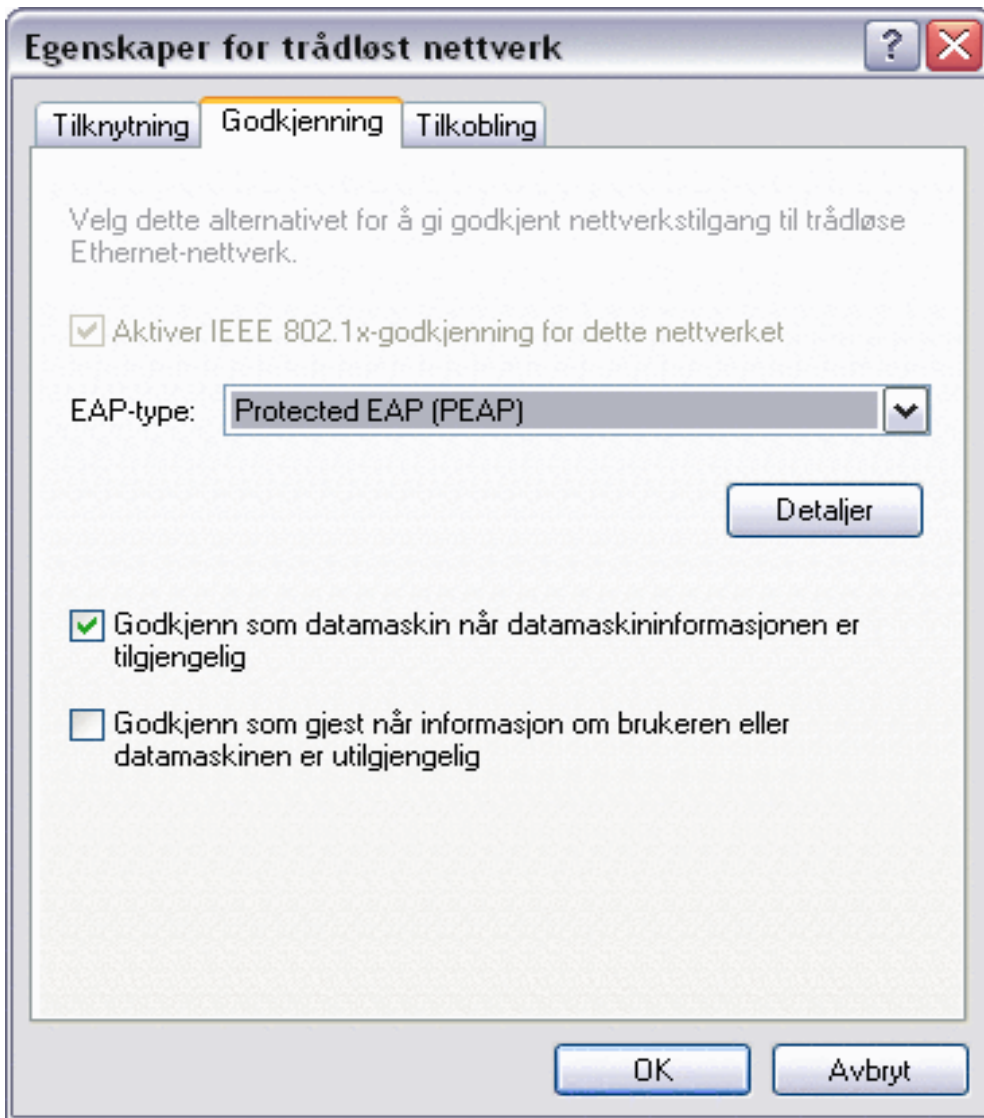 Egenskaper for trådløst nettverk
Tilknytning Godkjenning Tilkobling
Velg dette alternativet for å gi godkjent nettverkstilgang til trådløse
Ethernet-nettverk.
Aktiver IEEE 802.1x-godkjenning for dette nettverket
EAP-type: Protected EAP (PEAP)
Detaljer
Godkjenn som datamaskin når datamaskininformasjonen er
tilgjengelig
Godkjenn som gjest når informasjon om brukeren eller
datamaskinen er utilgjengelig
OK Avbryt